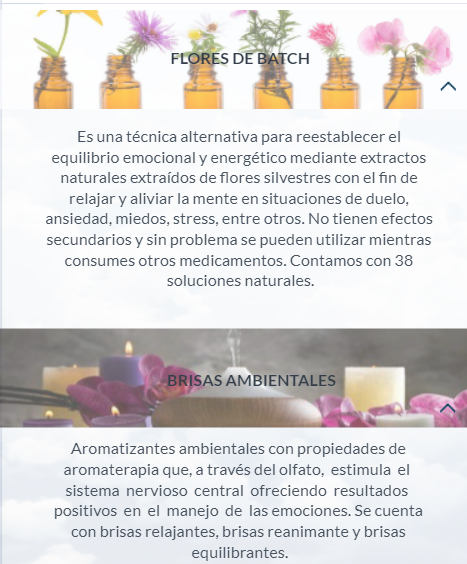 FLORES DE BATCH
Es una técnica alternativa para reestablecer el
equilibrio emocional y energético mediante extractos
naturales extraídos de flores silvestres con el fin de
relajar y aliviar la mente en situaciones de duelo,
ansiedad, miedos, stress, entre otros. No tienen efectos
secundarios y sin problema se pueden utilizar mientras
consumes otros medicamentos. Contamos con 38
soluciones naturales.
BRISAS AMBIENTALES
Aromatizantes ambientales con propiedades de
aromaterapia que, a través del olfato, estimula el
sistema nervioso central ofreciendo resultados
positivos en el manejo de las emociones. Se cuenta
con brisas relajantes, brisas reanimante y brisas
equilibrantes.